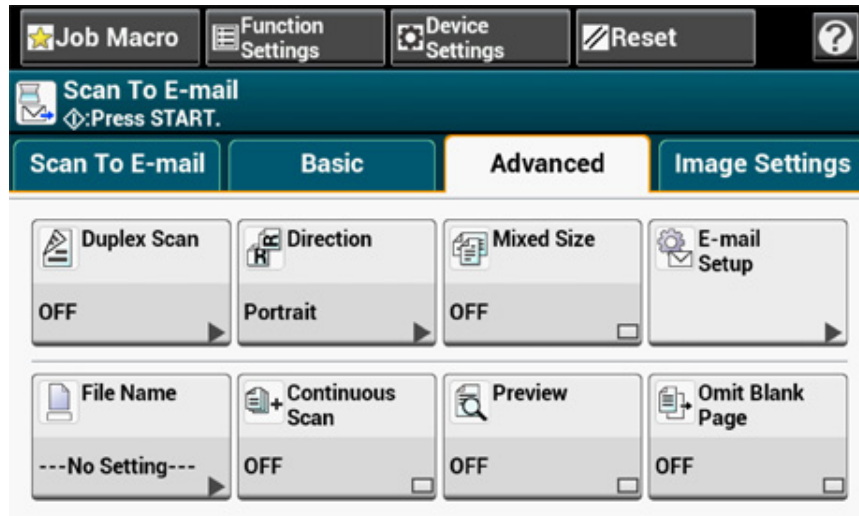 Job Macro
Function
Settings
Device
Settings
Reset
?
Scan To E-mail
:Press START.
Scan To E-mail
Basic
Advanced
Image Settings
Duplex Scan
OFF
Direction
Portrait
Mixed Size
OFF
E-mail
Setup
File Name
---No Setting---
Continuous
Scan
OFF
Preview
OFF
Omit Blank
Page
OFF